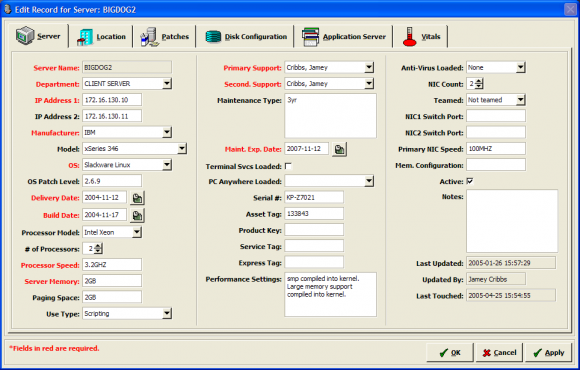 Edit Record for Server: BIGDOG2
Server
Location
Patches
Disk Configuration
Application Server
Vitals
Server Name: BIGDOG2
Department: CLIENT SERVER
IP Address 1: 172.16.130.10
IP Address 2: 172.16.130.11
Manufacturer: IBM
Model: xSeries 346
OS: Slackware Linux
OS Patch Level: 2.6.9
Delivery Date: 2004-11-12
Build Date: 2004-11-17
Processor Model: Intel Xeon
# of Processors: 2
Processor Speed: 3.2GHZ
Server Memory: 2GB
Paging Space: 2GB
Use Type: Scripting
Primary Support: Cribbs, Jamey
Second. Support: Cribbs, Jamey
Maintenance Type: 3yr
Maint. Exp. Date: 2007-11-12
Terminal Svcs Loaded:
PC Anywhere Loaded:
Serial #: KP-Z7021
Asset Tag: 133843
Product Key:
Service Tag:
Express Tag:
Performance Settings: smp compiled into kernel.
Large memory support
compiled into kernel.
Anti-Virus Loaded: None
NIC Count: 2
Teamed: Not teamed
NIC1 Switch Port:
NIC2 Switch Port:
Primary NIC Speed: 100MHZ
Mem. Configuration:
Active:
Notes:
Last Updated: 2005-01-26 15:57:29
Updated By: Jamey Cribbs
Last Touched: 2005-04-25 15:54:55
*Fields in red are required.
OK
Cancel
Apply